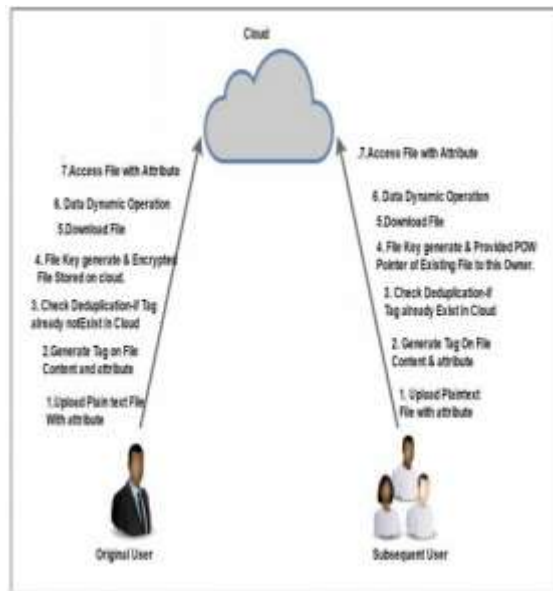 Cloud
7.Access File with Attribute
6. Data Dynamic Operation
5.Download File
4. File Key generate & Encrypted
File Stored on cloud.
3. Check Deduplication-if Tag
already notExist in Cloud
2.Generate Tag on File
Content and attribute
1.Upload Plain text File
With attribute
Original User
.7.Access File with Attribute
6. Data Dynamic Operation
5.Download File
4. File Key generate & Provided POW
Pointer of Existing File to this Owner.
3. Check Deduplication-if
Tag already Exist in Cloud
2. Generate Tag On File
Content & attribute
1. Upload Plaintext
File with attribute
Subsequent User